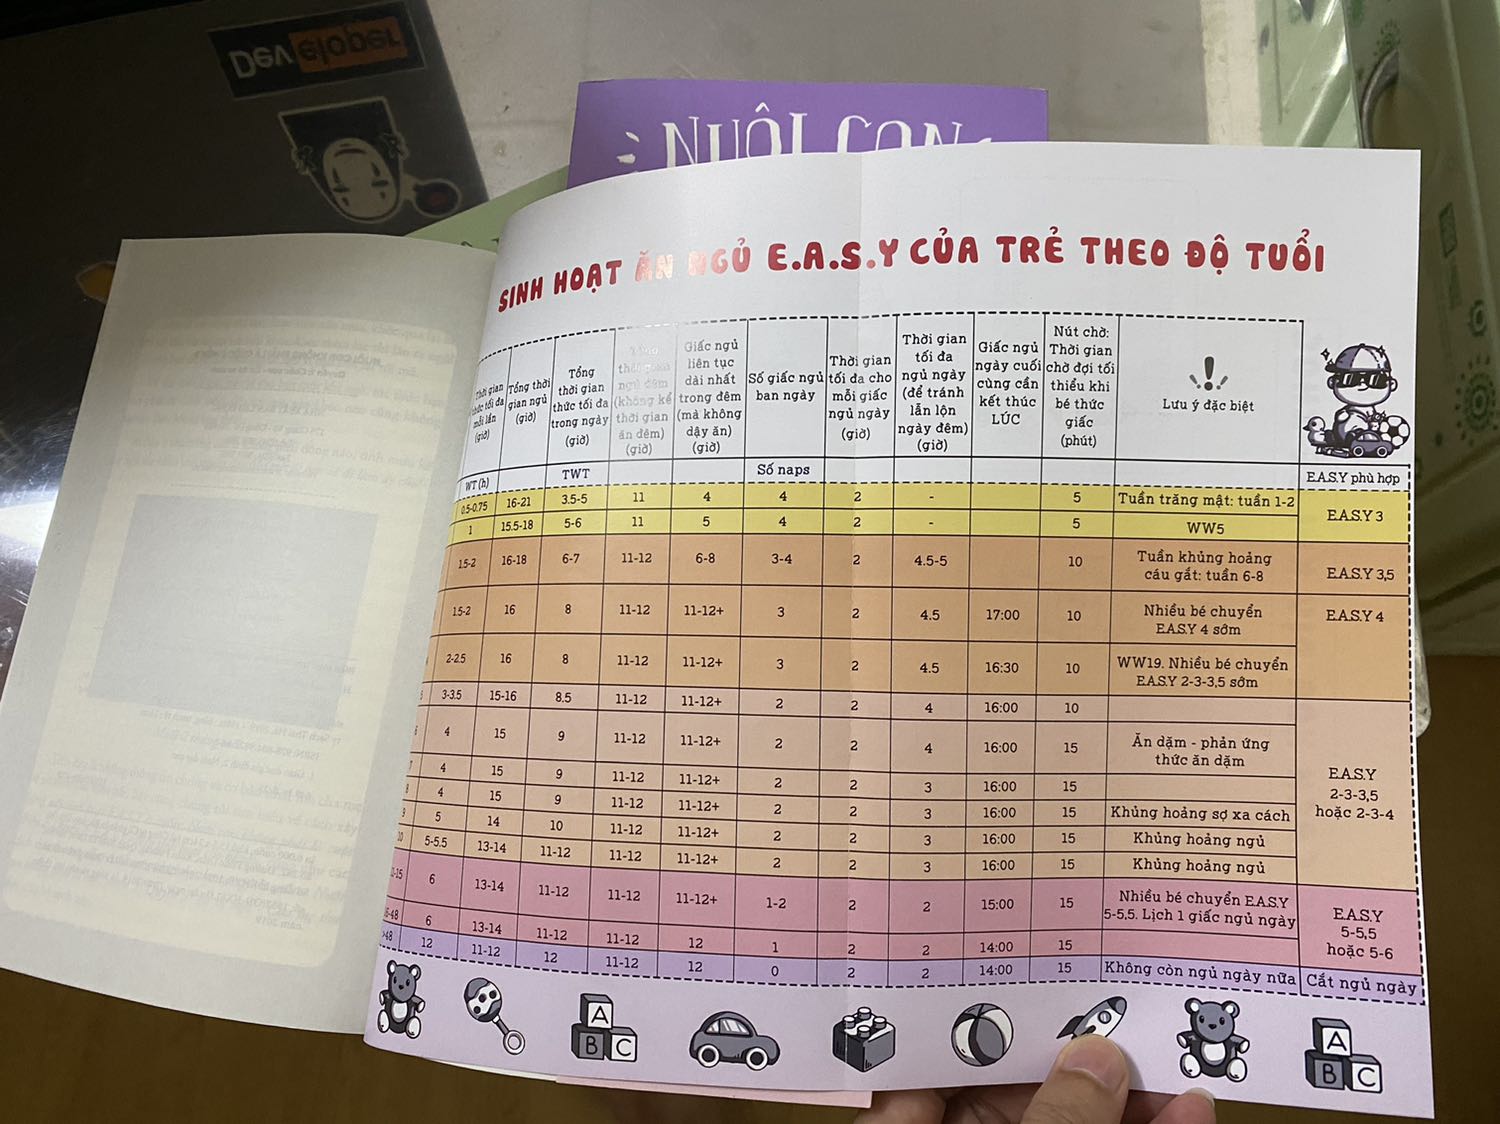 Developer
NUÔI CON
SINH HOẠT ĂN NGỦ E.A.S.Y CỦA TRẺ THEO ĐỘ TUỔI
Thời gian thức tối đa mỗi lần (giờ)
Tổng thời gian ngủ (giờ)
Tổng thời gian thức tối đa trong ngày (giờ)
Tổng thời gian ngủ đêm (không kể thời gian ăn đêm) (giờ)
Giấc ngủ liên tục dài nhất trong đêm (mà không dậy ăn) (giờ)
Số giấc ngủ ban ngày
Thời gian tối đa cho mỗi giấc ngủ ngày (giờ)
Thời gian tối đa ngủ ngày (để tránh lẫn lộn ngày đêm) (giờ)
Giấc ngủ ngày cuối cùng cần kết thúc LÚC
Nút chờ: Thời gian chờ đợi tối thiểu khi bé thức giấc (phút)
Lưu ý đặc biệt
WT (h) TWT Số naps E.A.S.Y phù hợp
0.5-0.75 16-21 3.5-5 11 4 4 2 - 5 Tuần trăng mật: tuần 1-2 E.A.S.Y 3
1 15.5-18 5-6 11 5 4 2 - 5 WW5
1.5-2 16-18 6-7 11-12 6-8 3-4 2 4.5-5 10 Tuần khủng hoảng cáu gắt: tuần 6-8 E.A.S.Y 3,5
1.5-2 16 8 11-12 11-12+ 3 2 4.5 17:00 10 Nhiều bé chuyển E.A.S.Y 4 sớm E.A.S.Y 4
2-2.5 16 8 11-12 11-12+ 3 2 4.5 16:30 10 WW19. Nhiều bé chuyển E.A.S.Y 2-3-3,5 sớm
3-3.5 15-16 8.5 11-12 11-12+ 2 2 4 16:00 10
4 15 9 11-12 11-12+ 2 2 4 16:00 15 Ăn dặm - phản ứng thức ăn dặm
7 4 15 9 11-12 11-12+ 2 2 3 16:00 15 E.A.S.Y 2-3-3,5 hoặc 2-3-4
8 4 15 9 11-12 11-12+ 2 2 3 16:00 15 Khủng hoảng sợ xa cách
9 5 14 10 11-12 11-12+ 2 2 3 16:00 15 Khủng hoảng ngủ
10 5-5.5 13-14 11-12 11-12 11-12+ 2 2 3 16:00 15 Khủng hoảng ngủ
6 13-14 11-12 11-12 11-12+ 1-2 2 2 15:00 15 Nhiều bé chuyển E.A.S.Y 5-5,5. Lịch 1 giấc ngủ ngày E.A.S.Y 5-5,5 hoặc 5-6
6 13-14 11-12 11-12 12 1 2 2 14:00 15
>48 12 11-12 12 11-12 12 0 2 2 14:00 15 Không còn ngủ ngày nữa Cắt ngủ ngày
A
B C
A
B C